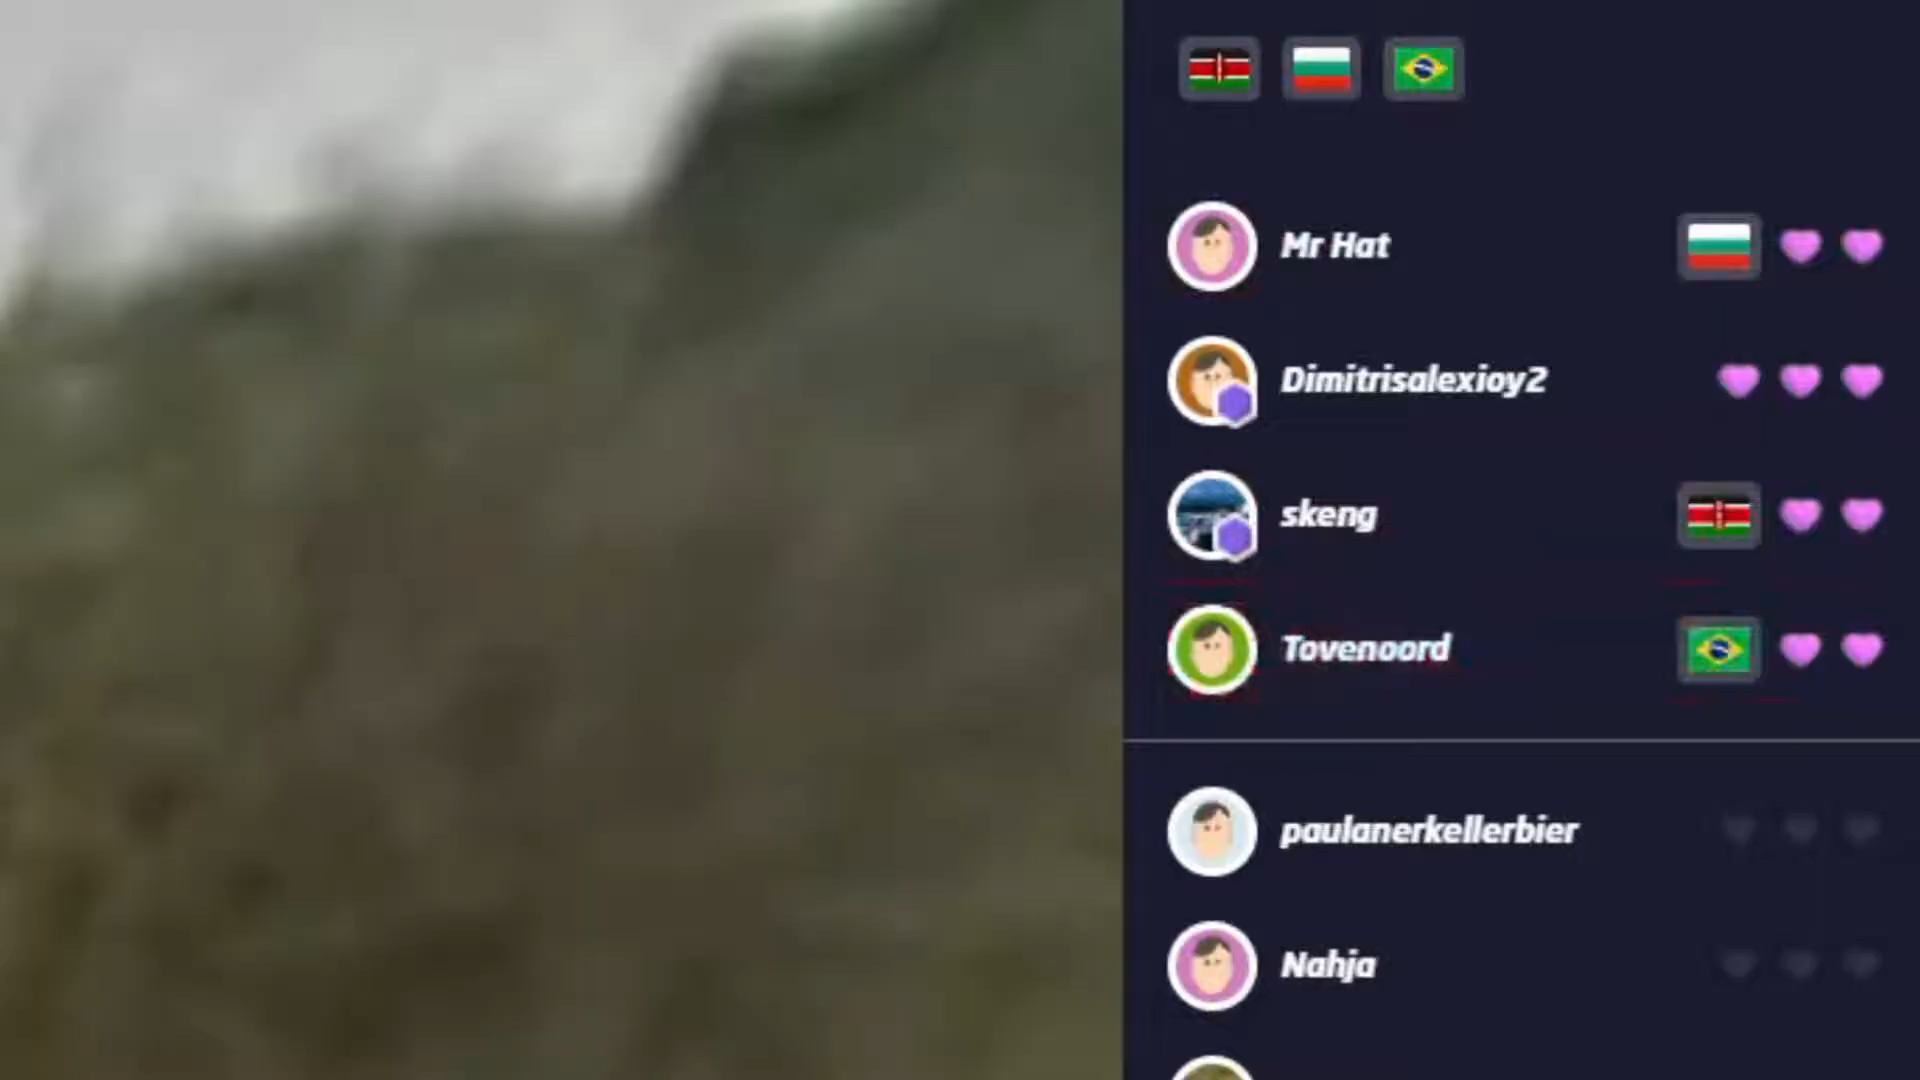 Mr Hat
Dimitrisalexioy2
skeng
Tovenoord
paulanerkellerbier
Nahja